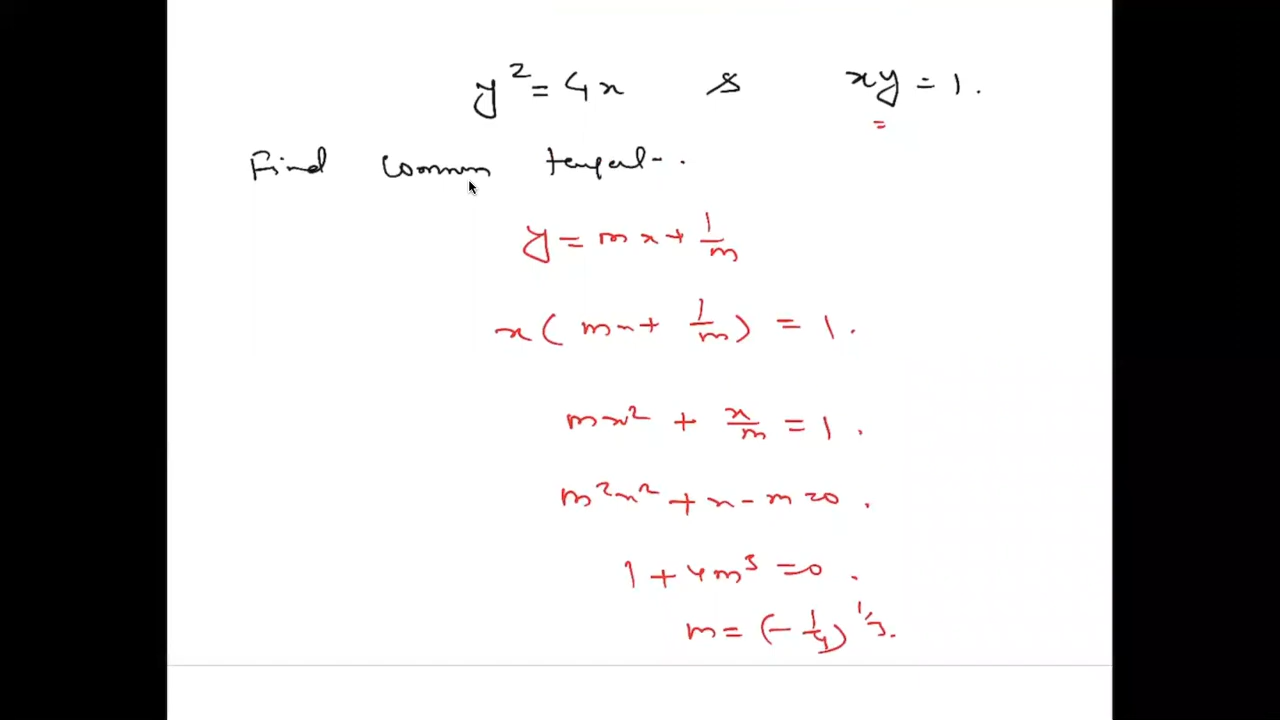 y² = 4x & xy = 1.
=
Find common tangent.
y = mx + 1/m
x(mx + 1/m) = 1.
mx² + x/m = 1.
m²x² + x - m = 0.
1 + 4m³ = 0.
m = (-1/4)^1/3.